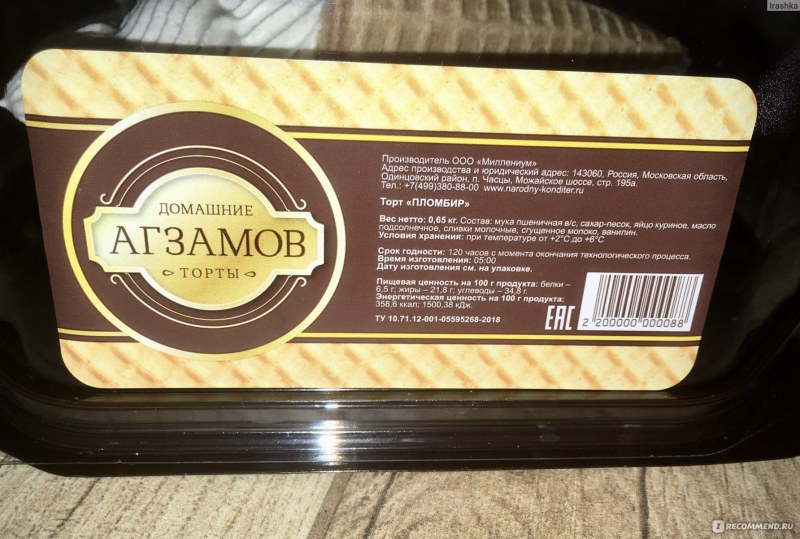 trashka
ДОМАШНИЕ
АГЗАМОВ
ТОРТЫ
Производитель ООО «Миллениум»
Адрес производства и юридический адрес: 143060, Россия, Московская область,
Одинцовский район, п. Часцы, Можайское шоссе, стр. 195а.
Тел.: +7(499)380-88-00 www.narodny-konditer.ru
Торт «ПЛОМБИР»
Вес нетто: 0,65 кг. Состав: мука пшеничная в/с, сахар-песок, яйцо куриное, масло
подсолнечное, сливки молочные, сгущенное молоко, ванилин.
Условия хранения: при температуре от +2°С до +6°С
Срок годности: 120 часов с момента окончания технологического процесса.
Время изготовления: 05:00
Дату изготовления см. на упаковке.
Пищевая ценность на 100 г продукта: белки –
6,5 г; жиры – 21,8 г; углеводы – 34,8 г.
Энергетическая ценность на 100 г продукта:
358,6 ккал; 1500,38 кДж.
ТУ 10.71.12-001-05595268-2018
EAC
2 200000 000088
IRECOMMEND.RU